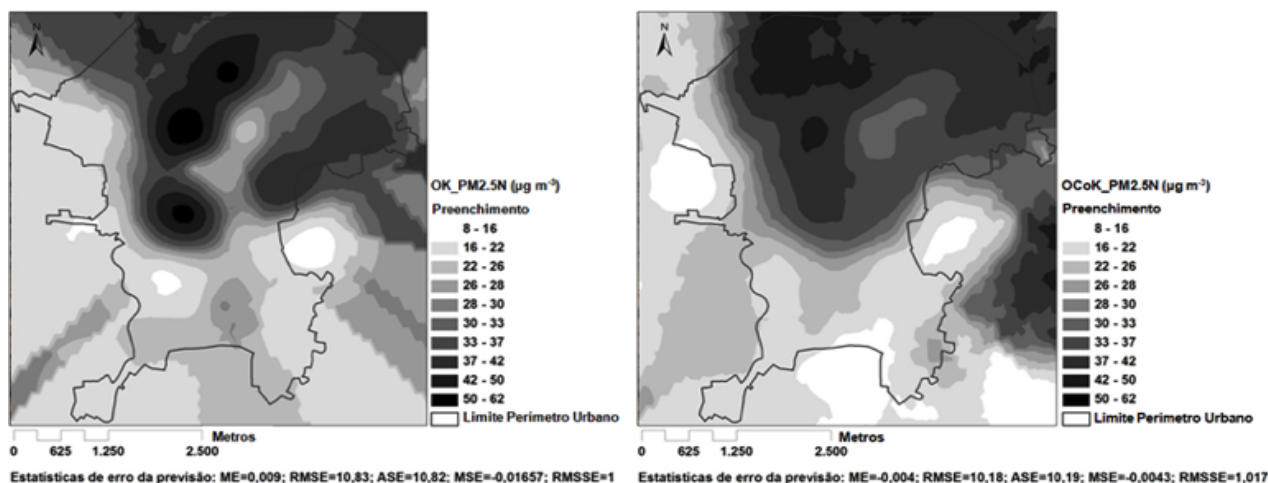 N
OK_PM2.5N (µg m⁻³)
Preenchimento
8 - 16
16 - 22
22 - 26
26 - 28
28 - 30
30 - 33
33 - 37
37 - 42
42 - 50
50 - 62
Limite Perímetro Urbano
Metros
0 625 1.250 2.500
Estatísticas de erro da previsão: ME=0,009; RMSE=10,83; ASE=10,82; MSE=-0,01657; RMSSE=1
N
OCoK_PM2.5N (µg m⁻³)
Preenchimento
8 - 16
16 - 22
22 - 26
26 - 28
28 - 30
30 - 33
33 - 37
37 - 42
42 - 50
50 - 62
Limite Perímetro Urbano
Metros
0 625 1.250 2.500
Estatísticas de erro da previsão: ME=-0,004; RMSE=10,18; ASE=10,19; MSE=-0,0043; RMSSE=1,017